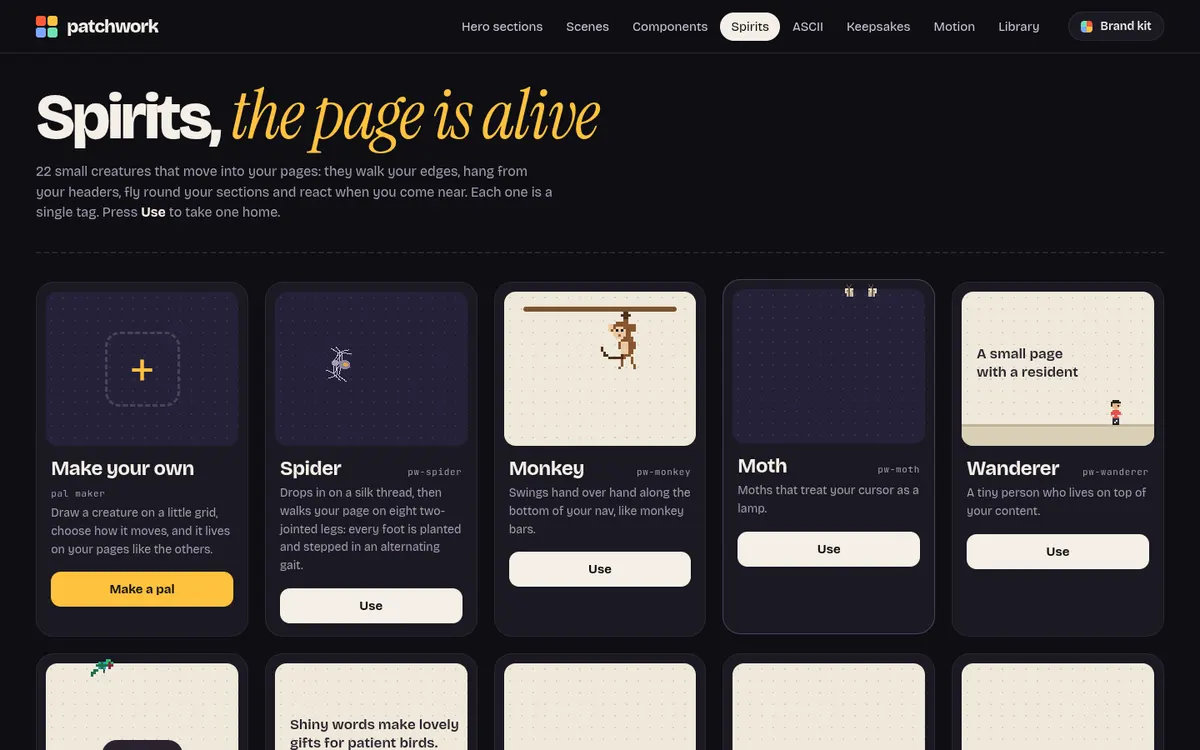 patchwork
Hero sections
Scenes
Components
Spirits
ASCII
Keepsakes
Motion
Library
Brand kit
Spirits, the page is alive
22 small creatures that move into your pages: they walk your edges, hang from
your headers, fly round your sections and react when you come near. Each one is a
single tag. Press Use to take one home.
+
Make your own
pal maker
Draw a creature on a little grid,
choose how it moves, and it lives
on your pages like the others.
Make a pal
Spider
pw-spider
Drops in on a silk thread, then
walks your page on eight two-
jointed legs: every foot is planted
and stepped in an alternating
gait.
Use
Monkey
pw-monkey
Swings hand over hand along the
bottom of your nav, like monkey
bars.
Use
Moth
pw-moth
Moths that treat your cursor as a
lamp.
Use
A small page
with a resident
Wanderer
pw-wanderer
A tiny person who lives on top of
your content.
Use
Shiny words make lovely
gifts for patient birds.